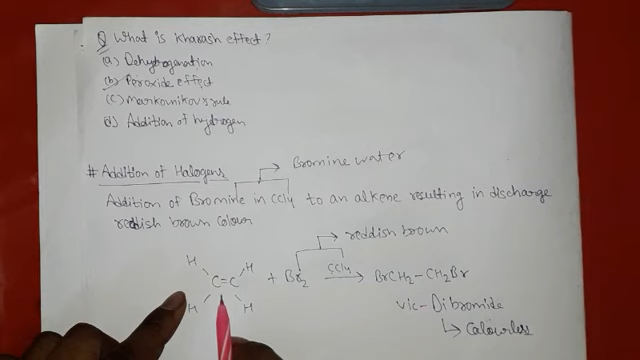 Q What is Kharash effect?
(a) Dehydrogenation
(b) Peroxide effect
(c) Markovnikov's rule
(d) Addition of hydrogen
# Addition of Halogens → Bromine water
Addition of Bromine in CCl4 to an alkene resulting in discharge
reddish brown colour
→ reddish brown
H H
C=C + Br2 CCl4 → BrCH2-CH2Br
H H
vic-Dibromide
↳ Colourless